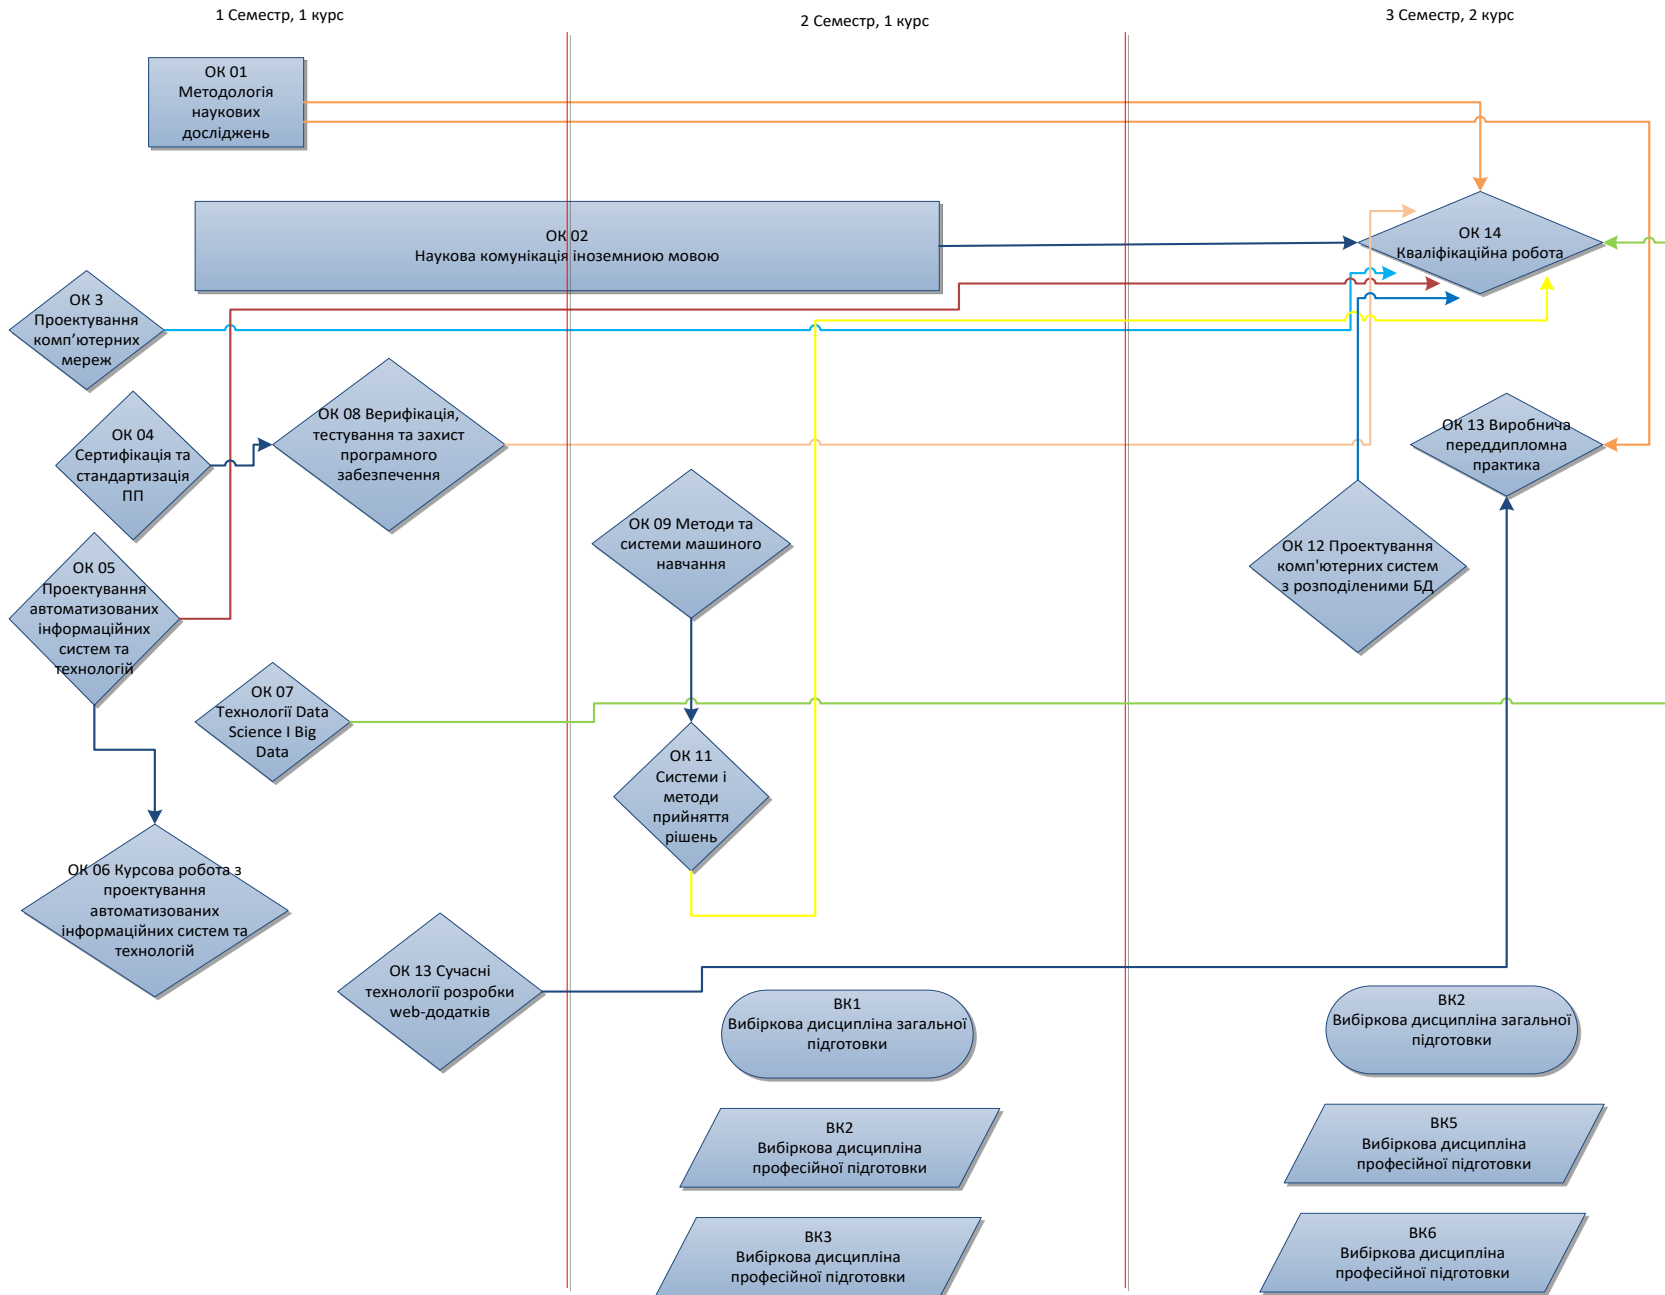 1 Семестр, 1 курс
2 Семестр, 1 курс
3 Семестр, 2 курс
ОК 01
Методологія
наукових
досліджень
ОК 02
Наукова комунікація іноземниою мовою
ОК 14
Кваліфікаційна робота
ОК 3
Проектування
комп’ютерних
мереж
ОК 04
Сертифікація та
стандартизація
ПП
ОК 08 Верифікація,
тестування та захист
програмного
забезпечення
ОК 13 Виробнича
переддипломна
практика
ОК 09 Методи та
системи машиного
навчання
ОК 12 Проектування
комп'ютерних систем
з розподіленими БД
ОК 05
Проектування
автоматизованих
інформаційних
систем та
технологій
ОК 07
Технології Data
Science І Big
Data
ОК 11
Системи і
методи
прийняття
рішень
ОК 06 Курсова робота з
проектування
автоматизованих
інформаційних систем та
технологій
ОК 13 Сучасні
технології розробки
web-додатків
ВК1
Вибіркова дисципліна загальної
підготовки
ВК2
Вибіркова дисципліна загальної
підготовки
ВК2
Вибіркова дисципліна
професійної підготовки
ВК5
Вибіркова дисципліна
професійної підготовки
ВК3
Вибіркова дисципліна
професійної підготовки
ВК6
Вибіркова дисципліна
професійної підготовки